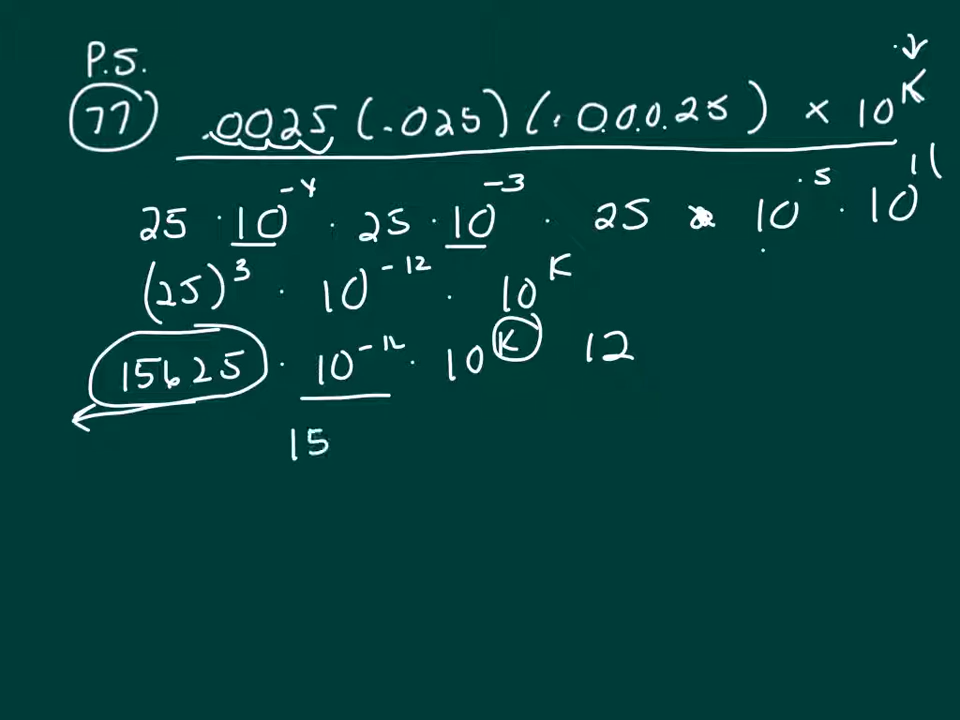 P.S.
77 .0025 (.025) (.00025) × 10^K
25 · 10^-4 · 25 · 10^-3 · 25 10^-5 · 10^11
(25)^3 · 10^-12 · 10^K
15625 · 10^-12 · 10^K 12
15